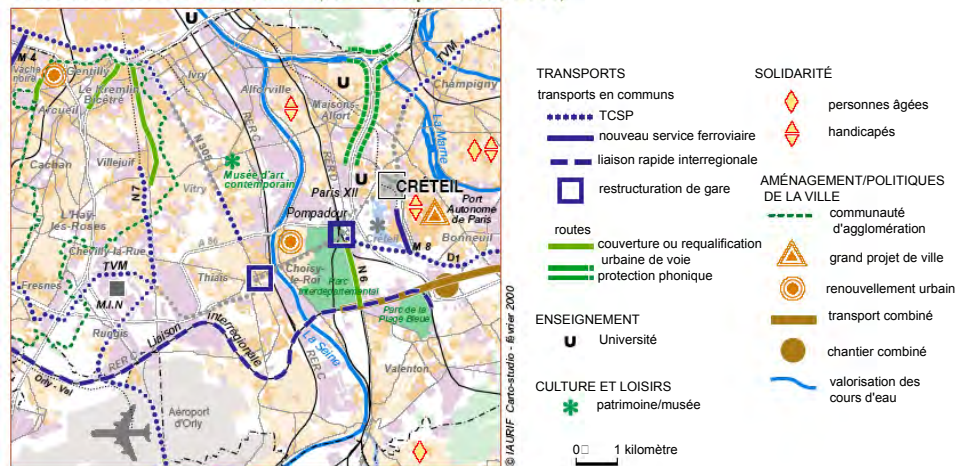 M 4
Vache
noire
Gentilly
Le Kremlin
Bicêtre
Arcueil
Ivry
U
Alforville
Maisons-
Alfort
U
TVM
Champigny
La Marne
Cachan
Villejuif
N 305
RER C
RER D
Vitry
Musée d'art
contemporain
Paris XII
U
CRÉTEIL
Port
Autonome
de Paris
L'Haÿ-
les-Roses
N 7
Pompadour
Créteil
M 8
Bonneuil
Chevilly-la-Rue
A 86
D1
TVM
Thiais
Choisy-
le-Roi
Parc
Interdépartemental
N 6
Fresnes
M.I.N
Parc de la
Plage Bleue
Rungis
Liaison
Interrégionale
RER C
La Seine
RER C
RER D
Valenton
Orly - Val
Aéroport
d'Orly
© IAURIF Carto-studio - février 2000
TRANSPORTS
transports en communs
TCSP
nouveau service ferroviaire
liaison rapide interregionale
restructuration de gare
routes
couverture ou requalification
urbaine de voie
protection phonique
ENSEIGNEMENT
U Université
CULTURE ET LOISIRS
patrimoine/musée
0 1 kilomètre
SOLIDARITÉ
personnes âgées
handicapés
AMÉNAGEMENT/POLITIQUES
DE LA VILLE
communauté
d'agglomération
grand projet de ville
renouvellement urbain
transport combiné
chantier combiné
valorisation des
cours d'eau